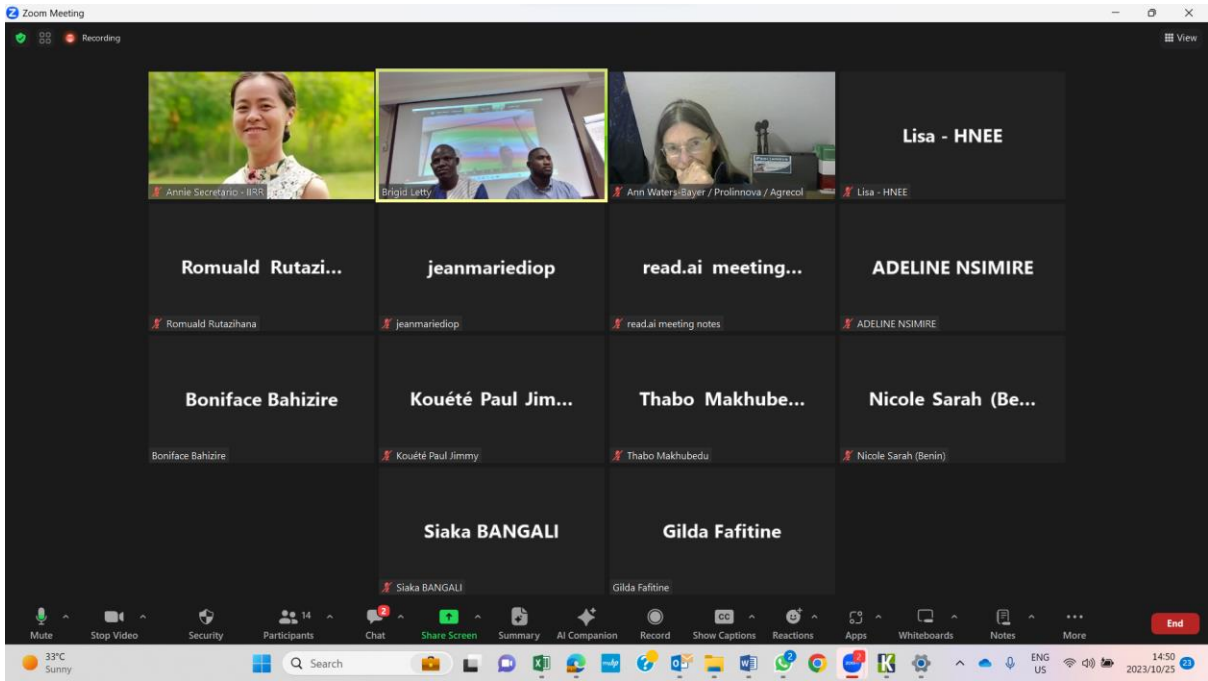 Zoom Meeting
Recording
View
Annie Secretario - IIRR
Brigid Letty
Ann Waters-Bayer / Prolinnova / Agrecol
Lisa - HNEE
Lisa - HNEE
Romuald Rutazi...
Romuald Rutazihana
jeanmariediop
jeanmariediop
read.ai meeting...
read.ai meeting notes
ADELINE NSIMIRE
ADELINE NSIMIRE
Boniface Bahizire
Boniface Bahizire
Kouété Paul Jim...
Kouété Paul Jimmy
Thabo Makhube...
Thabo Makhubedu
Nicole Sarah (Be...
Nicole Sarah (Benin)
Siaka BANGALI
Siaka BANGALI
Gilda Fafitine
Gilda Fafitine
Mute
Stop Video
Security
14
Participants
2
Chat
Share Screen
Summary
AI Companion
CC
Record
Show Captions
Reactions
Apps
Whiteboards
Notes
More
End
33°C
Sunny
Search
2
2
ENG
US
14:50
2023/10/25
23